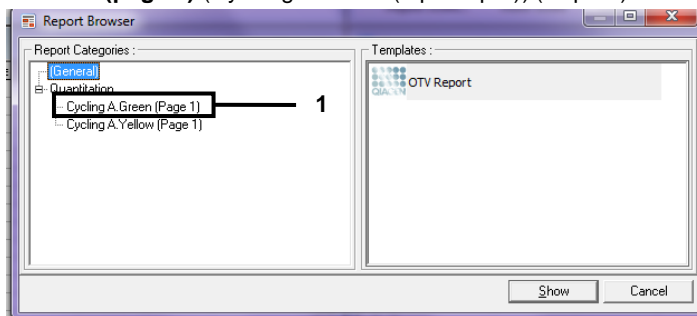 Report Browser
Report Categories :
(General)
Quantitation
Cycling A.Green (Page 1)
Cycling A.Yellow (Page 1)
1
Templates :
QIAGEN
OTV Report
Show
Cancel